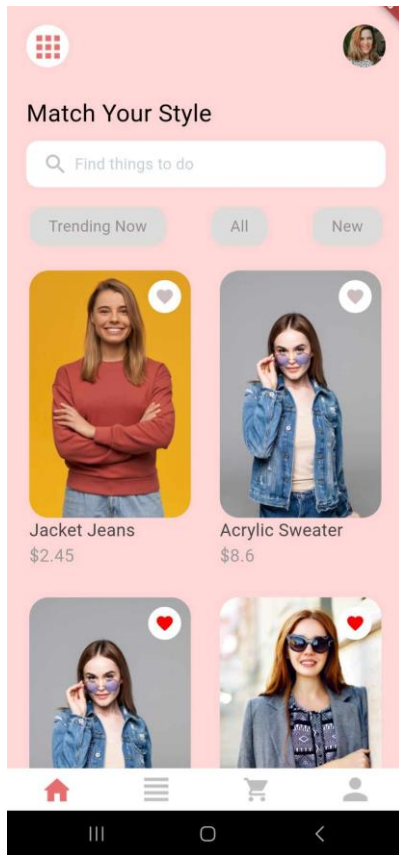 Match Your Style
Find things to do
Trending Now
All
New
Jacket Jeans
Acrylic Sweater
$2.45
$8.6